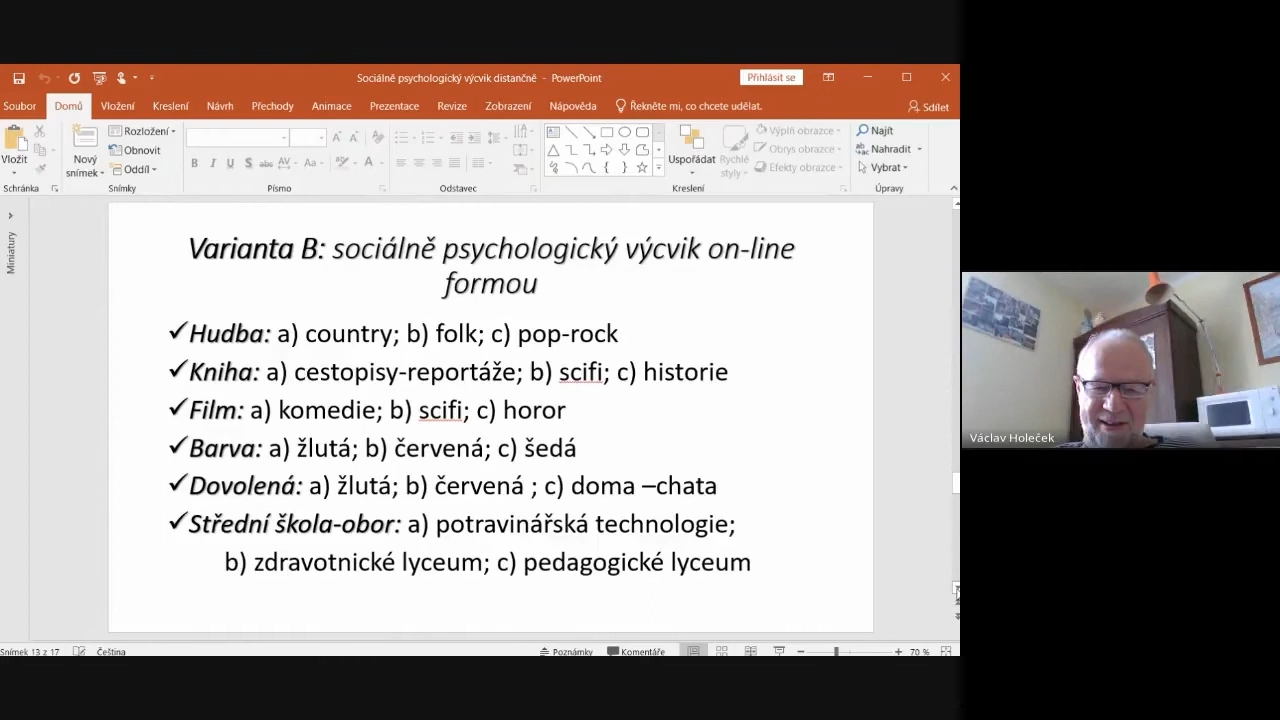 Sociálně psychologický výcvik distančně - PowerPoint
Přihlásit se
Soubor Domů Vložení Kreslení Návrh Přechody Animace Prezentace Revize Zobrazení Nápověda Řekněte mi, co chcete udělat. Sdílet
Vložit
Nový snímek
Rozložení
Obnovit
Oddíl
Uspořádat
Rychlé styly
Výplň obrazce
Obrys obrazce
Efekty obrazce
Najít
Nahradit
Vybrat
Schránka Snímky Písmo Odstavec Kreslení Úpravy
Miniatury
Varianta B: sociálně psychologický výcvik on-line
formou
✓Hudba: a) country; b) folk; c) pop-rock
✓Kniha: a) cestopisy-reportáže; b) scifi; c) historie
✓Film: a) komedie; b) scifi; c) horor
✓Barva: a) žlutá; b) červená; c) šedá
✓Dovolená: a) žlutá; b) červená ; c) doma –chata
✓Střední škola-obor: a) potravinářská technologie;
b) zdravotnické lyceum; c) pedagogické lyceum
Václav Holeček
Snímek 13 z 17 Čeština Poznámky Komentáře 70 %